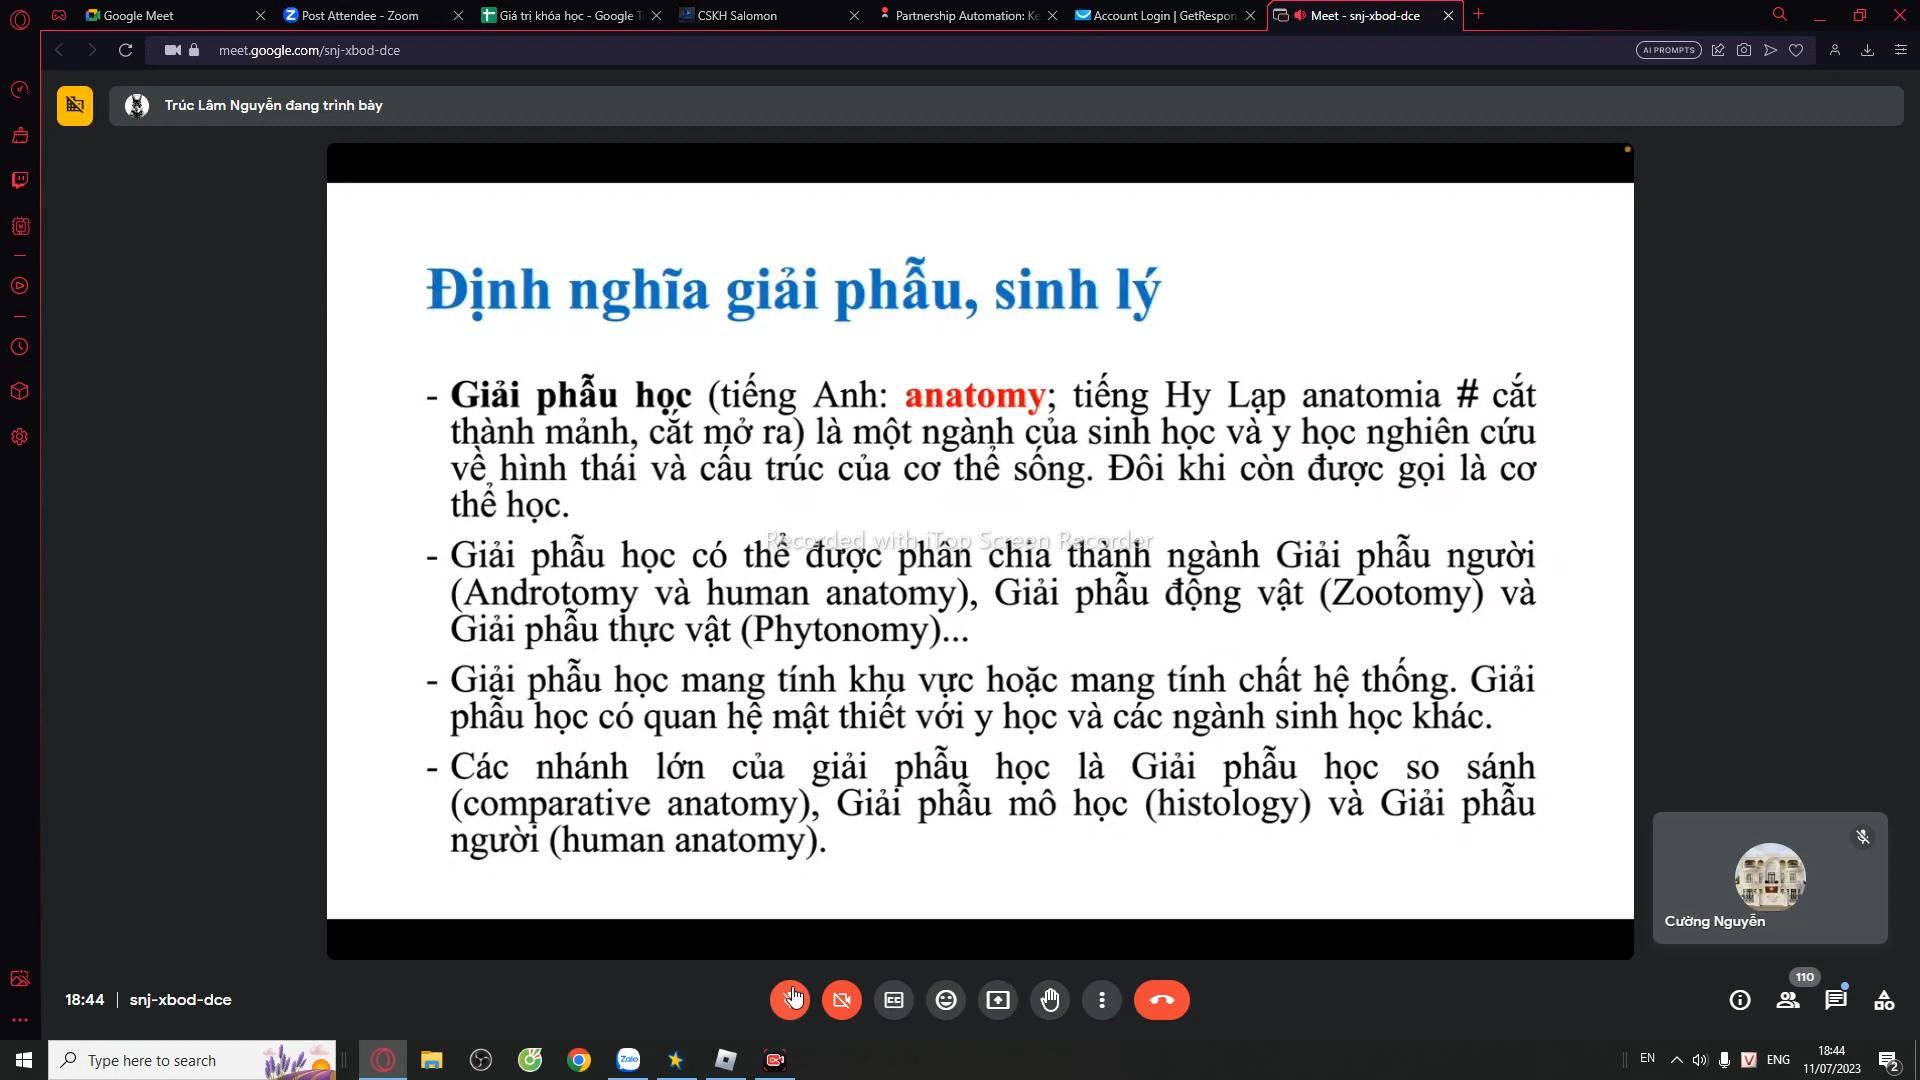 Google Meet
Post Attendee - Zoom
Giá trị khóa học - Google T
CSKH Salomon
Partnership Automation: Ke
Account Login | GetRespon
Meet - snj-xbod-dce
meet.google.com/snj-xbod-dce
AI PROMPTS
Trúc Lâm Nguyễn đang trình bày
Định nghĩa giải phẫu, sinh lý
- Giải phẫu học (tiếng Anh: anatomy; tiếng Hy Lạp anatomia # cắt
thành mảnh, cắt mở ra) là một ngành của sinh học và y học nghiên cứu
về hình thái và cấu trúc của cơ thể sống. Đôi khi còn được gọi là cơ
thể học.
Recorded with iTop Screen Recorder
- Giải phẫu học có thể được phân chia thành ngành Giải phẫu người
(Androtomy và human anatomy), Giải phẫu động vật (Zootomy) và
Giải phẫu thực vật (Phytonomy)...
- Giải phẫu học mang tính khu vực hoặc mang tính chất hệ thống. Giải
phẫu học có quan hệ mật thiết với y học và các ngành sinh học khác.
- Các nhánh lớn của giải phẫu học là Giải phẫu học so sánh
(comparative anatomy), Giải phẫu mô học (histology) và Giải phẫu
người (human anatomy).
Cường Nguyễn
18:44 | snj-xbod-dce
110
Type here to search
Zalo
EN
ENG
18:44
11/07/2023
2